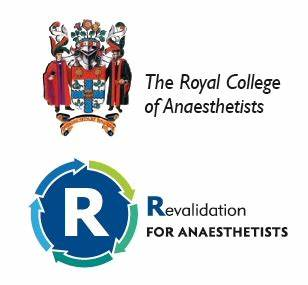 The Royal College
of Anaesthetists
R
Revalidation
FOR ANAESTHETISTS